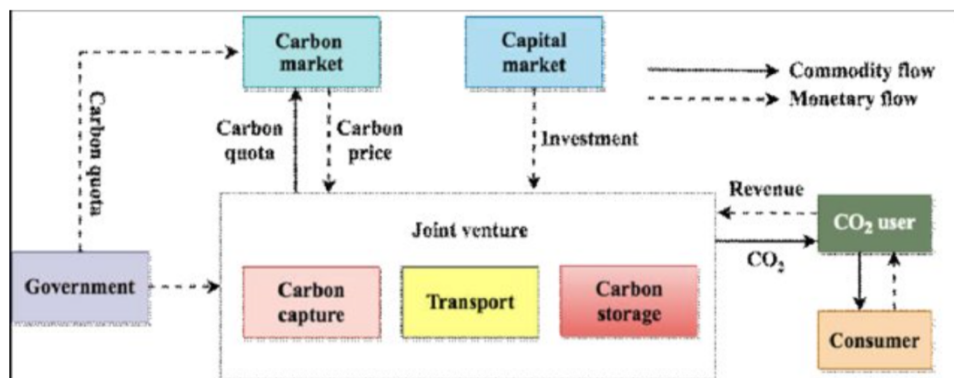 Carbon
market
Capital
market
Commodity flow
Monetary flow
Carbon quota
Carbon
quota
Carbon
price
Investment
Revenue
Joint venture
CO₂ user
CO₂
Government
Carbon
capture
Transport
Carbon
storage
Consumer